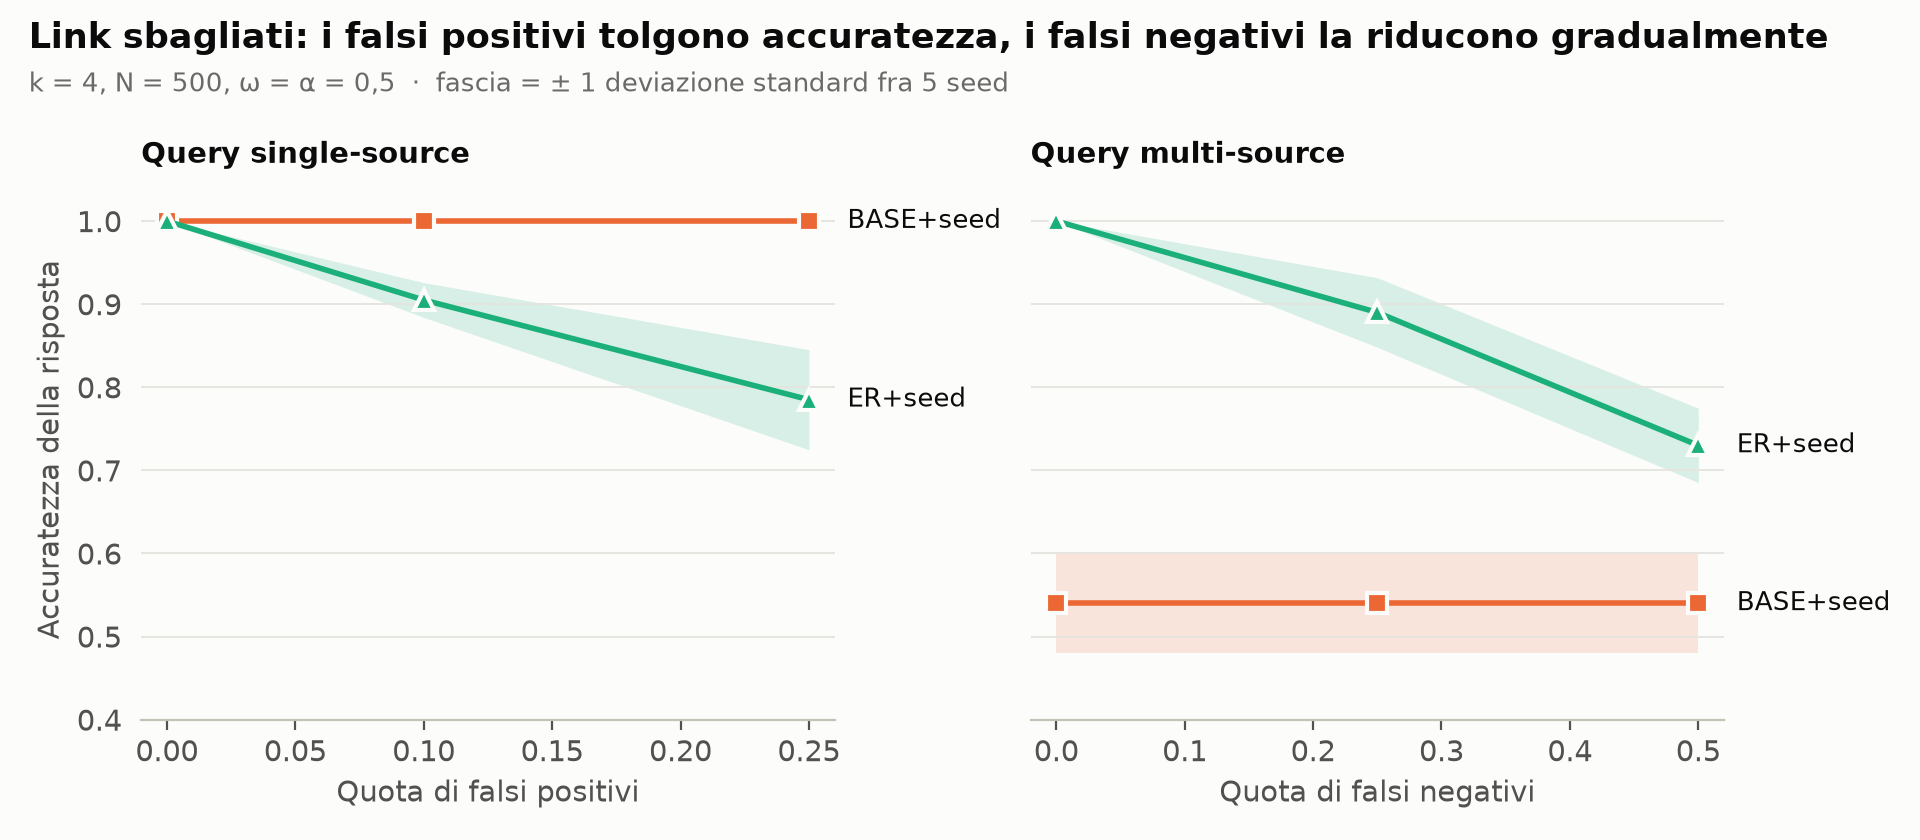 Link sbagliati: i falsi positivi tolgono accuratezza, i falsi negativi la riducono gradualmente
k = 4, N = 500, ω = α = 0,5 · fascia = ± 1 deviazione standard fra 5 seed
Query single-source
Accuratezza della risposta
1.0
0.9
0.8
0.7
0.6
0.5
0.4
BASE+seed
ER+seed
0.00 0.05 0.10 0.15 0.20 0.25
Quota di falsi positivi
Query multi-source
ER+seed
BASE+seed
0.0 0.1 0.2 0.3 0.4 0.5
Quota di falsi negativi